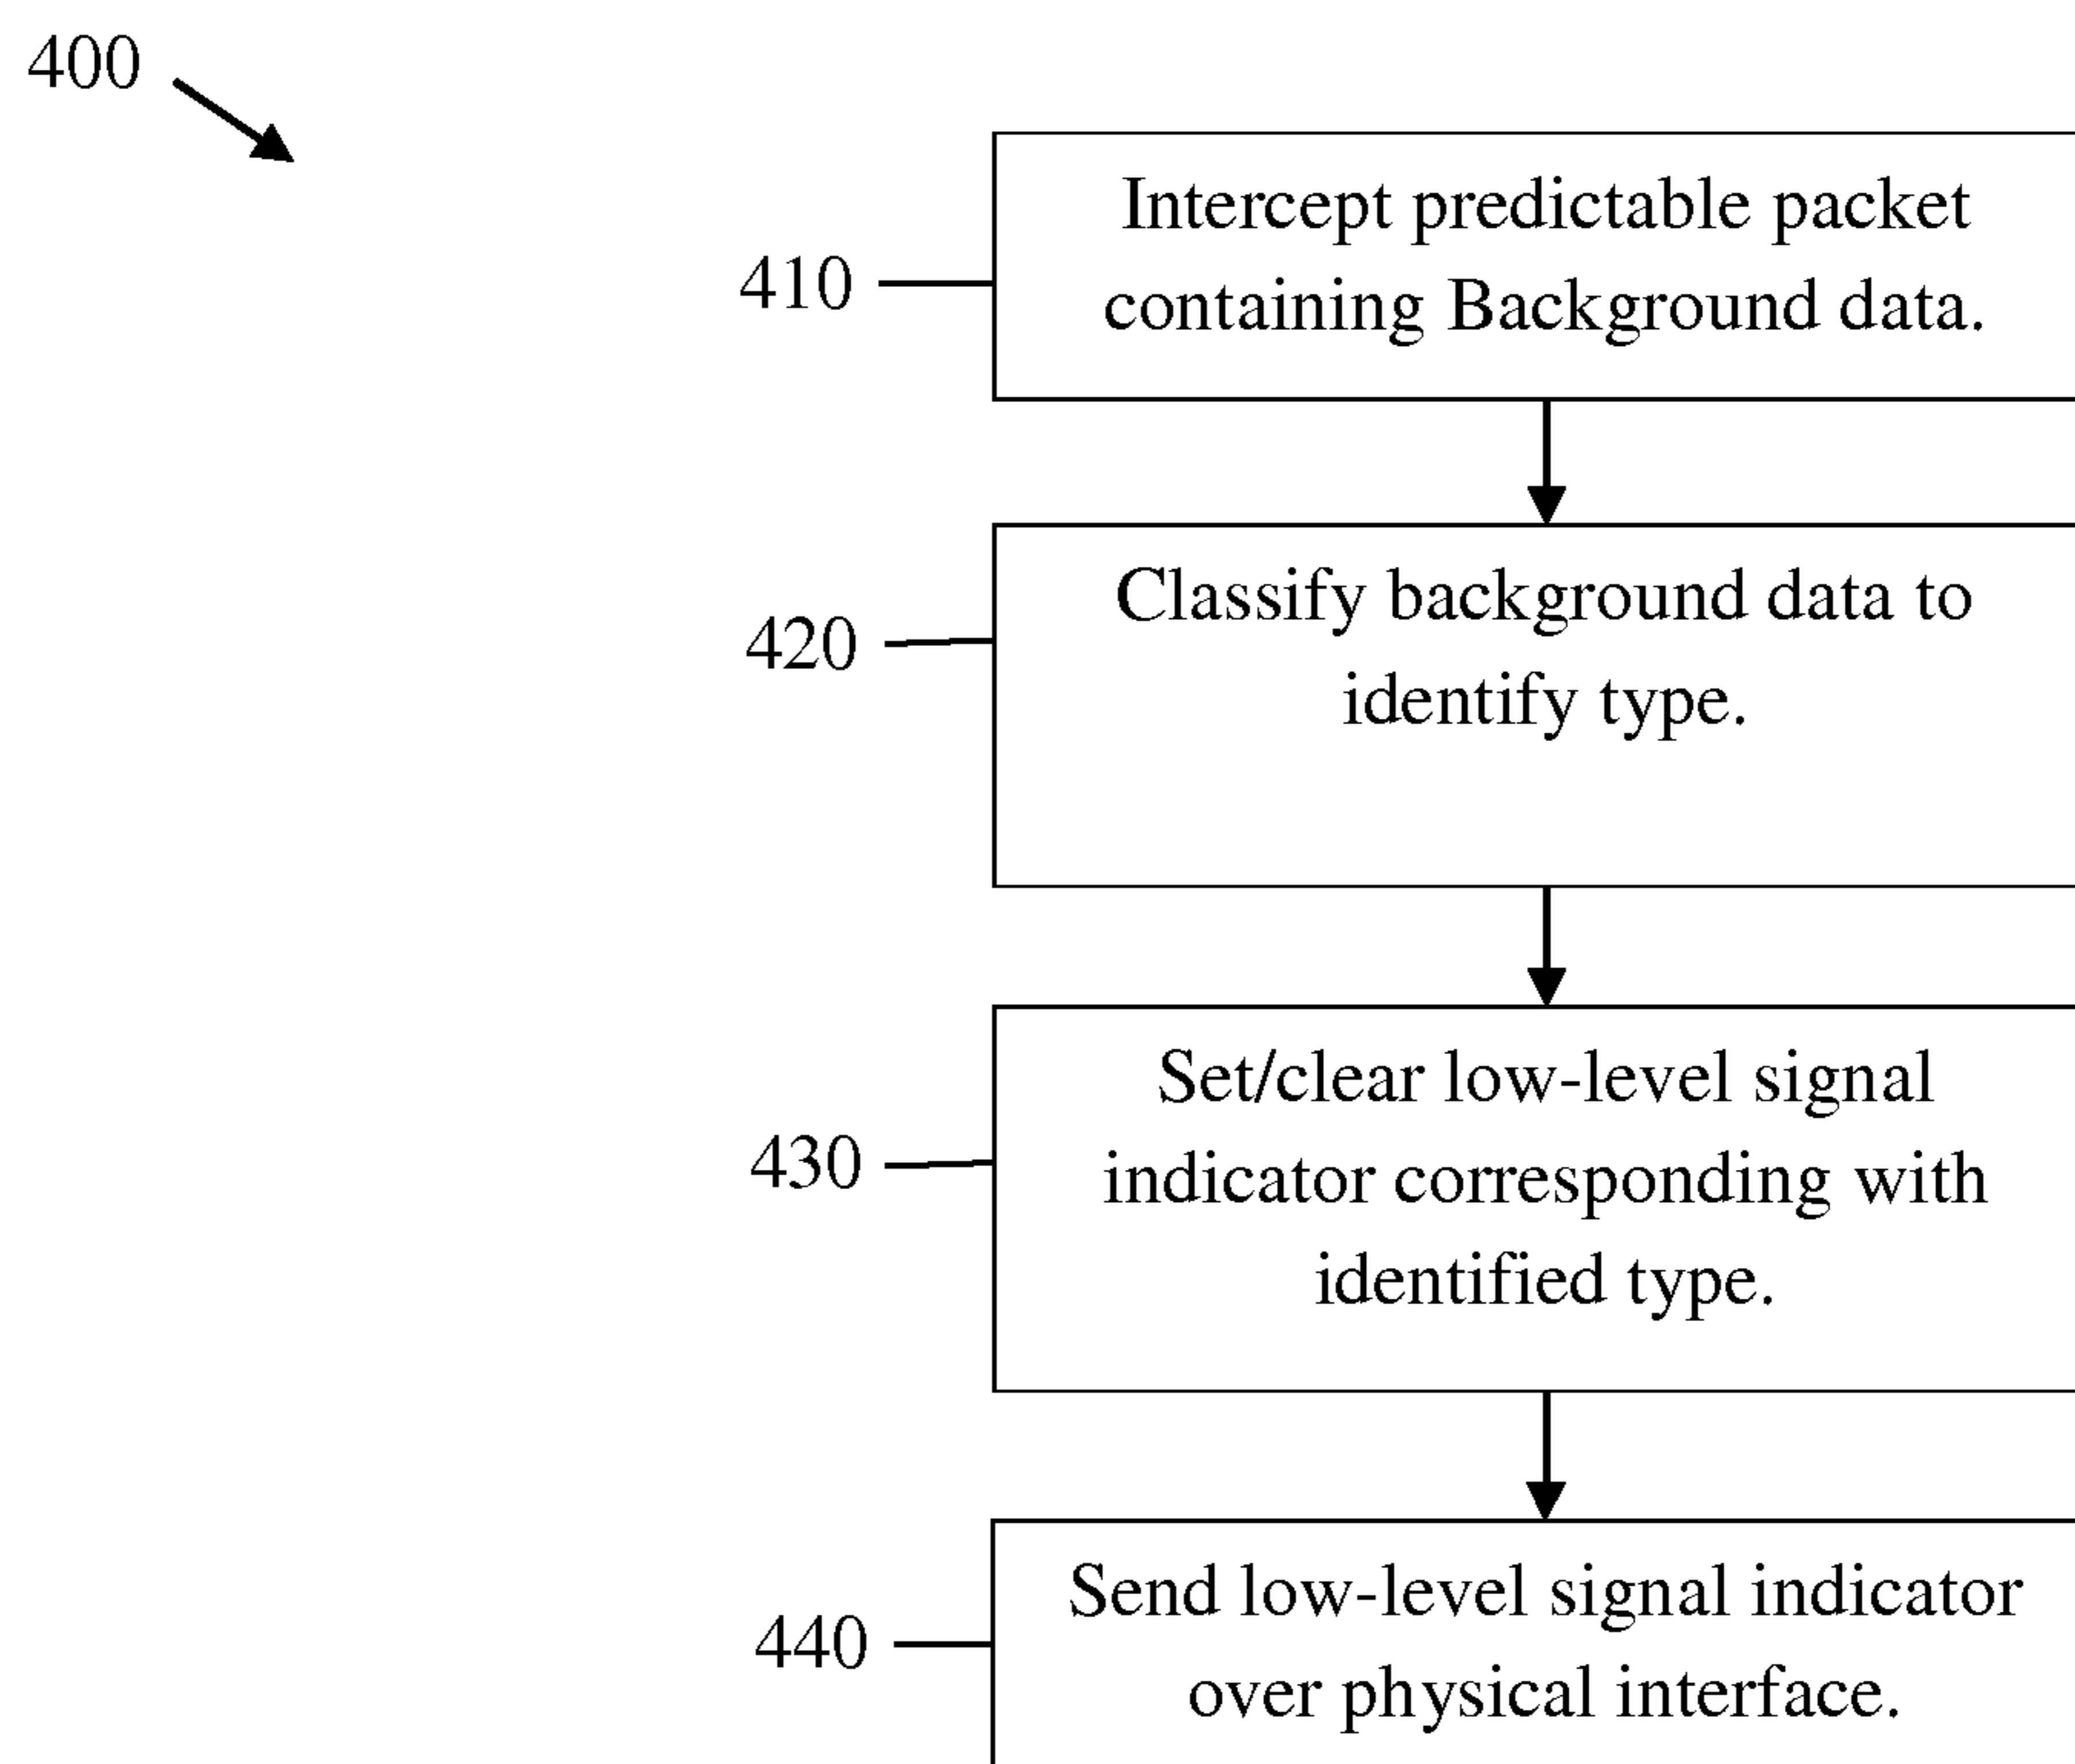 400
410
Intercept predictable packet
containing Background data.
420
Classify background data to
identify type.
430
Set/clear low-level signal
indicator corresponding with
identified type.
440
Send low-level signal indicator
over physical interface.